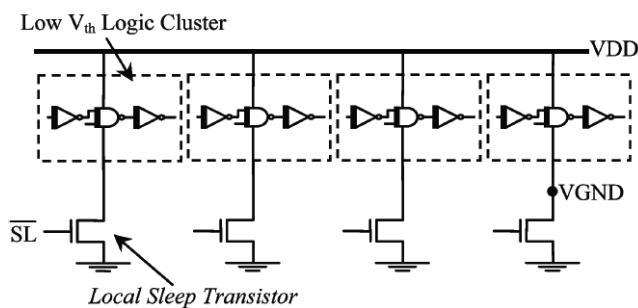 Low Vth Logic Cluster
VDD
VGND
SL
Local Sleep Transistor